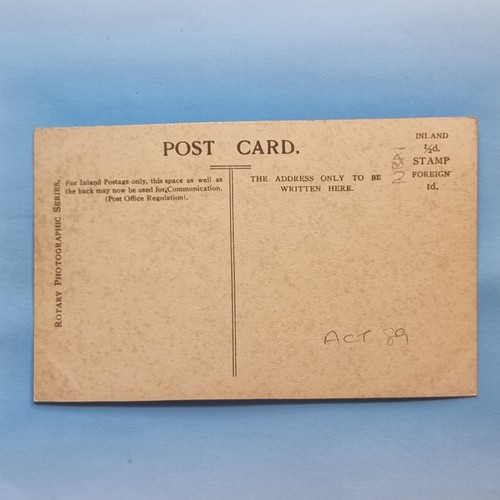 POST CARD.
ROTARY PHOTOGRAPHIC SERIES.
For Inland Postage only, this space as well as
the back may now be used for Communication.
(Post Office Regulation).
THE ADDRESS ONLY TO BE
WRITTEN HERE.
INLAND
½d.
STAMP
FOREIGN
1d.
ACT 89